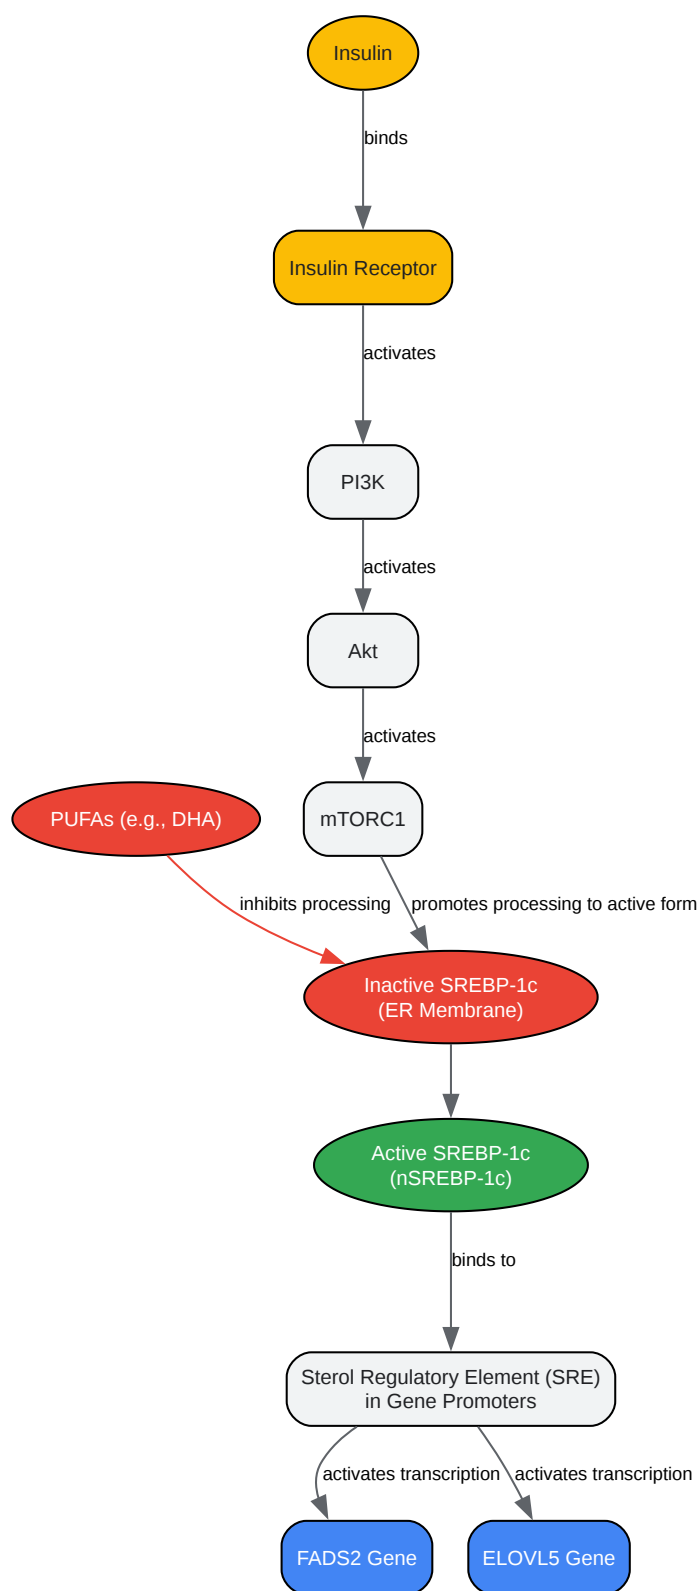 Insulin
binds
Insulin Receptor
activates
PI3K
activates
Akt
activates
PUFAs (e.g., DHA)
mTORC1
inhibits processing
promotes processing to active form
Inactive SREBP-1c
(ER Membrane)
Active SREBP-1c
(nSREBP-1c)
binds to
Sterol Regulatory Element (SRE)
in Gene Promoters
activates transcription
activates transcription
FADS2 Gene
ELOVL5 Gene